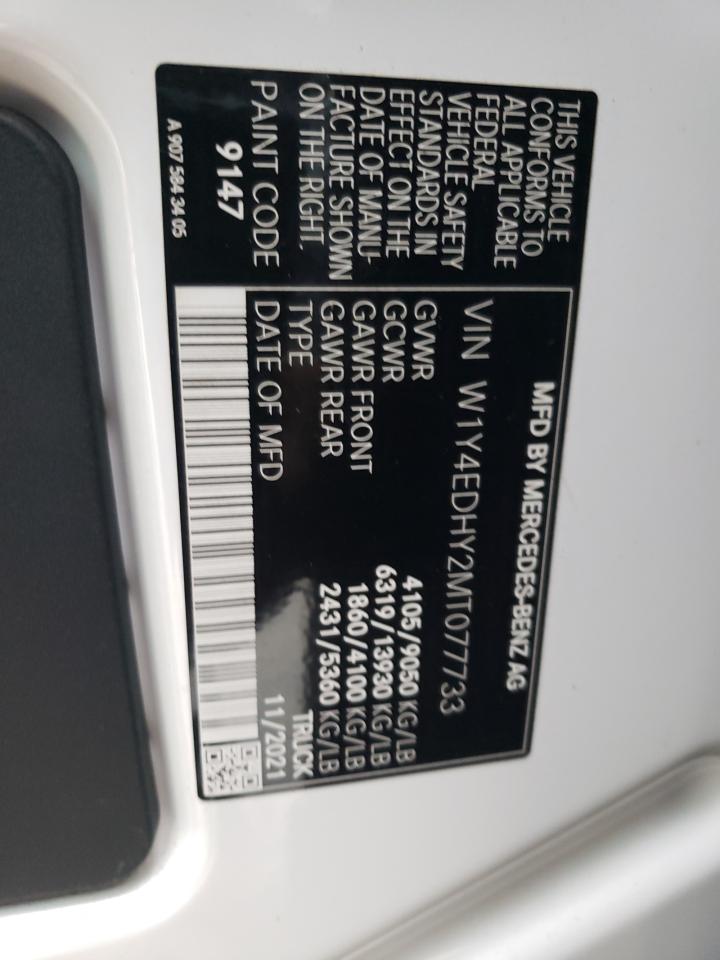 THIS VEHICLE
CONFORMS TO
ALL APPLICABLE
FEDERAL
VEHICLE SAFETY
STANDARDS IN
EFFECT ON THE
DATE OF MANU-
FACTURE SHOWN
ON THE RIGHT.
PAINT CODE
9147
A 907 584 34 05
MFD BY MERCEDES-BENZ AG
VIN W1Y4EDHY2MT077733
GVWR 4105/9050 KG/LB
GCWR 6319/13930 KG/LB
GAWR FRONT 1860/4100 KG/LB
GAWR REAR 2431/5360 KG/LB
TYPE TRUCK
DATE OF MFD 11/2021